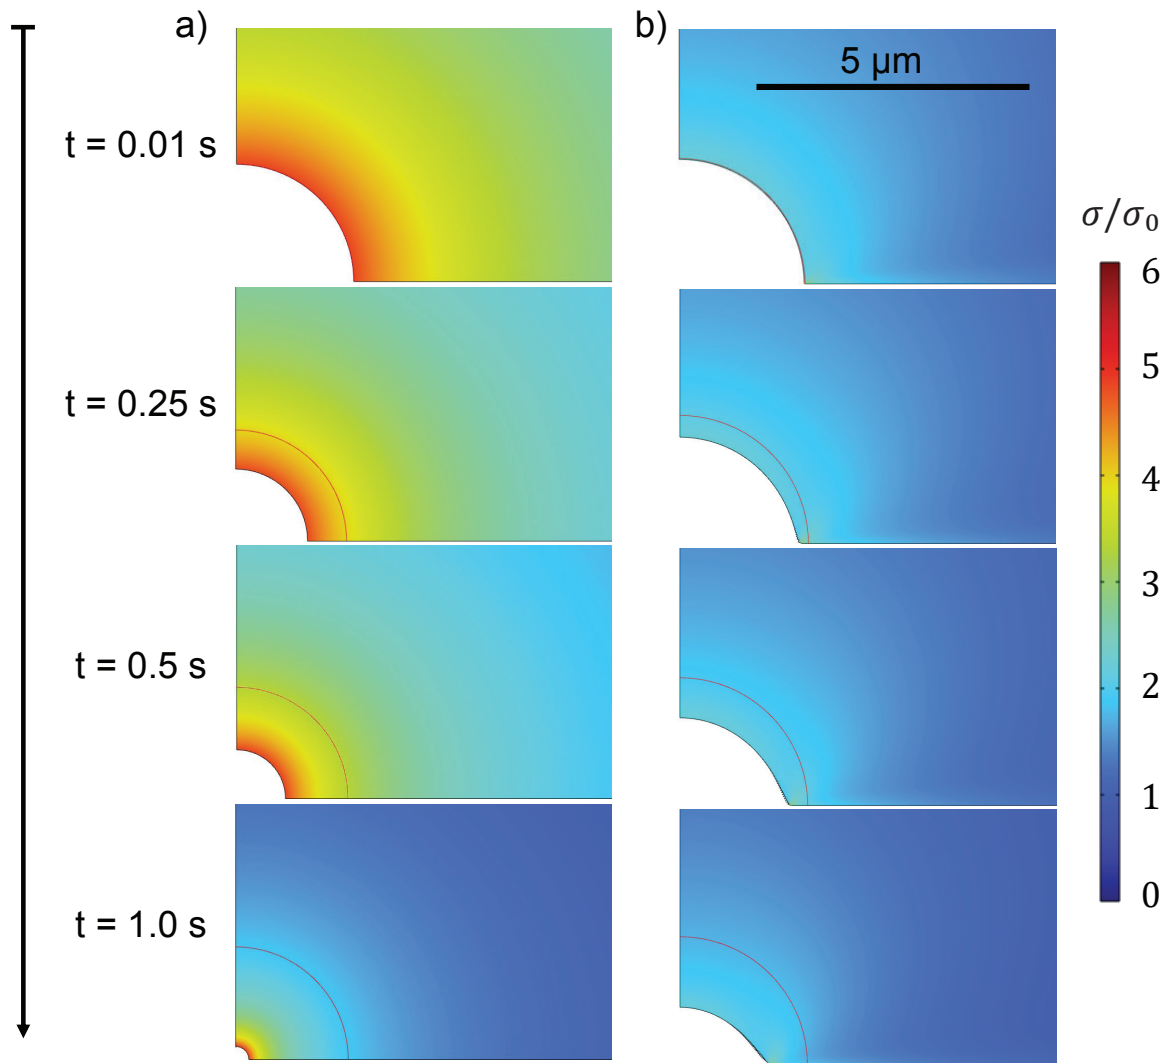 a)
b)
5 µm
t = 0.01 s
σ/σ₀
6
t = 0.25 s
5
4
3
t = 0.5 s
2
1
t = 1.0 s
0